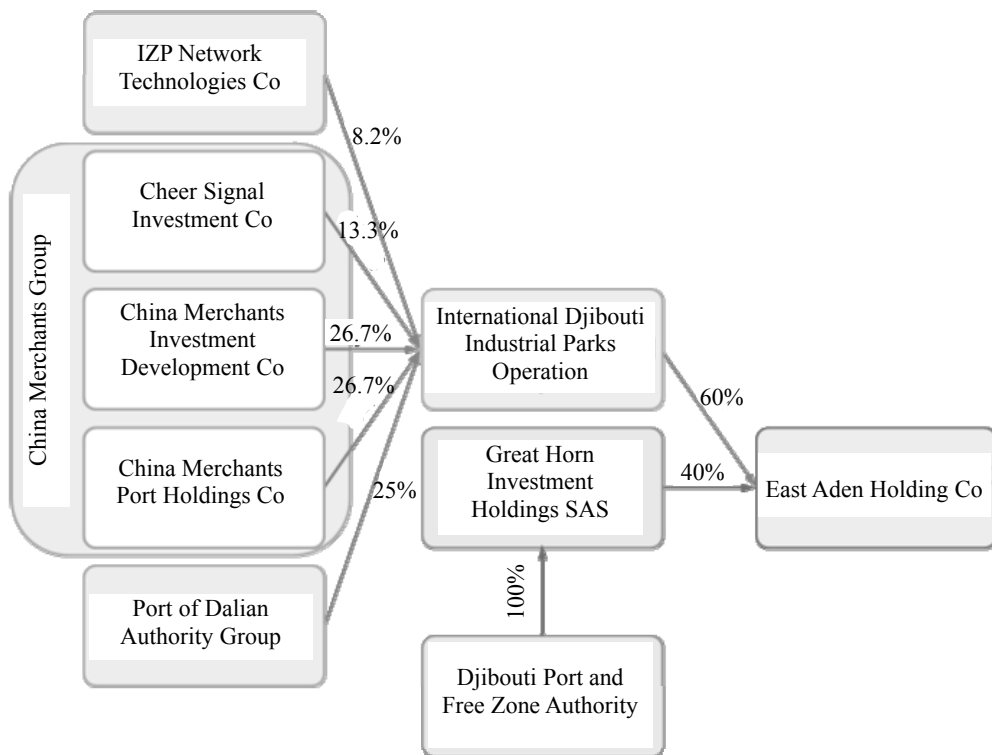 IZP Network
Technologies Co
8.2%
China Merchants Group
Cheer Signal
Investment Co
13.3%
China Merchants
Investment
Development Co
26.7%
China Merchants
Port Holdings Co
26.7%
Port of Dalian
Authority Group
25%
International Djibouti
Industrial Parks
Operation
60%
Great Horn
Investment
Holdings SAS
40%
East Aden Holding Co
100%
Djibouti Port and
Free Zone Authority